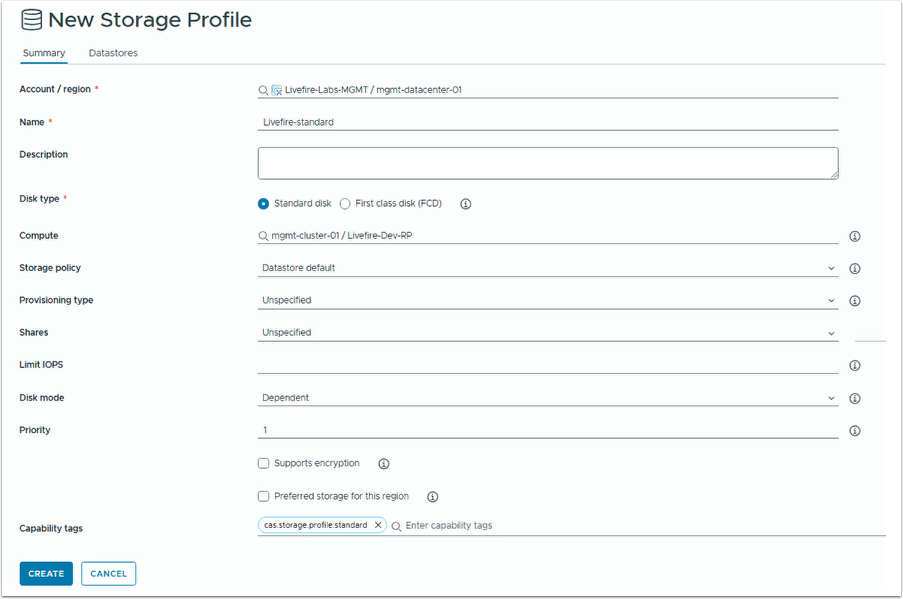 New Storage Profile
Summary Datastores
Account / region * Livefire-Labs-MGMT / mgmt-datacenter-01
Name * Livefire-standard
Description
Disk type * Standard disk First class disk (FCD)
Compute mgmt-cluster-01 / Livefire-Dev-RP
Storage policy Datastore default
Provisioning type Unspecified
Shares Unspecified
Limit IOPS
Disk mode Dependent
Priority 1
Supports encryption
Preferred storage for this region
Capability tags cas.storage.profile:standard Enter capability tags
CREATE CANCEL